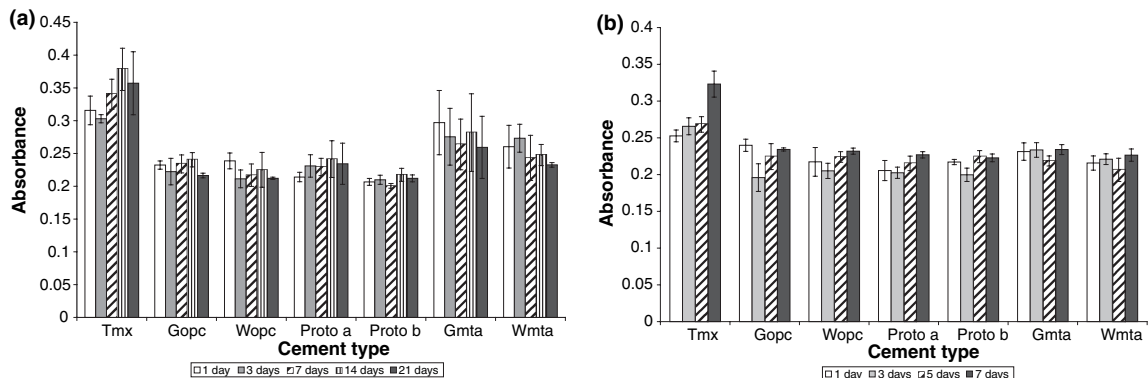 (a)
0.45
0.4
0.35
0.3
0.25
0.2
0.15
0.1
0.05
0
Absorbance
Tmx Gopc Wopc Proto a Proto b Gmta Wmta
Cement type
1 day 3 days 7 days 14 days 21 days
(b)
0.4
0.35
0.3
0.25
0.2
0.15
0.1
0.05
0
Absorbance
Tmx Gopc Wopc Proto a Proto b Gmta Wmta
Cement type
1 day 3 days 5 days 7 days